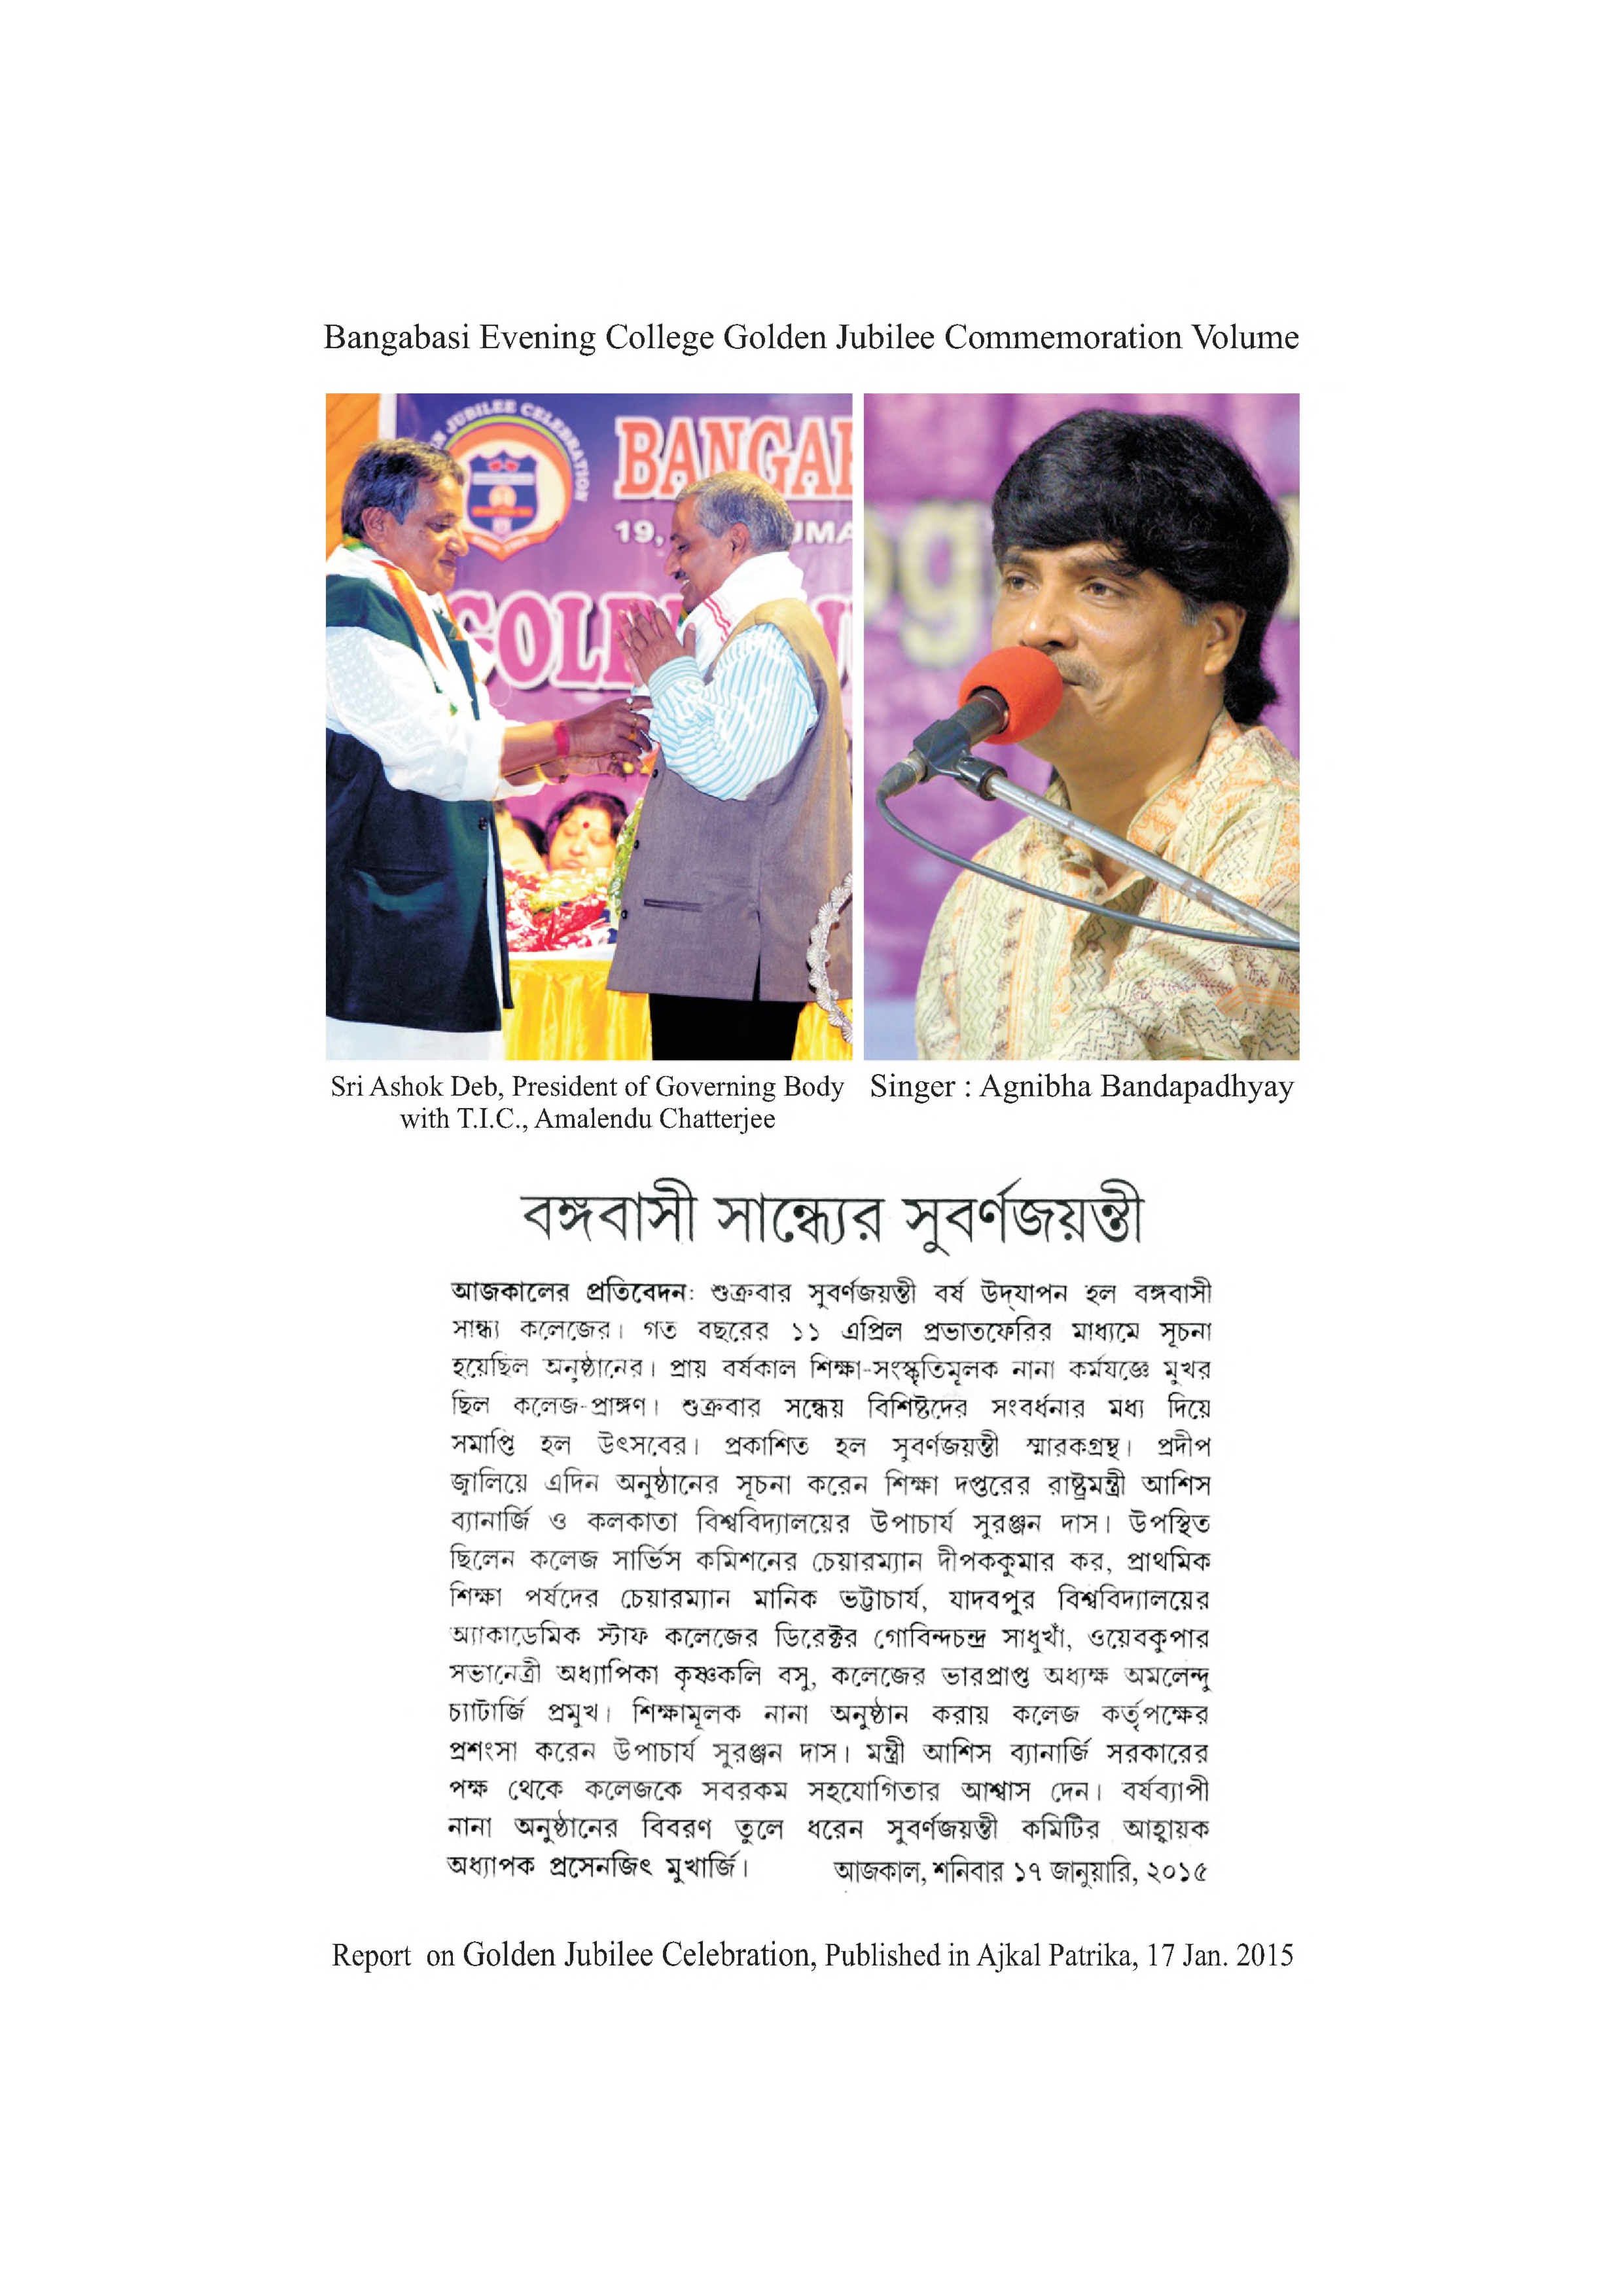 Bangabasi Evening College Golden Jubilee Commemoration Volume
JUBILEE CELEBRATION
BANGAB
19,
GOLD
Sri Ashok Deb, President of Governing Body
with T.I.C., Amalendu Chatterjee
Singer : Agnibha Bandapadhyay
বঙ্গবাসী সান্ধ্যের সুবর্ণজয়ন্তী
আজকালের প্রতিবেদন: শুক্রবার সুবর্ণজয়ন্তী বর্ষ উদ্‌যাপন হল বঙ্গবাসী
সান্ধ্য কলেজের। গত বছরের ১১ এপ্রিল প্রভাতফেরির মাধ্যমে সূচনা
হয়েছিল অনুষ্ঠানের। প্রায় বর্ষকাল শিক্ষা-সংস্কৃতিমূলক নানা কর্মযজ্ঞে মুখর
ছিল কলেজ-প্রাঙ্গণ। শুক্রবার সন্ধেয় বিশিষ্টদের সংবর্ধনার মধ্য দিয়ে
সমাপ্তি হল উৎসবের। প্রকাশিত হল সুবর্ণজয়ন্তী স্মারকগ্রন্থ। প্রদীপ
জ্বালিয়ে এদিন অনুষ্ঠানের সূচনা করেন শিক্ষা দপ্তরের রাষ্ট্রমন্ত্রী আশিস
ব্যানার্জি ও কলকাতা বিশ্ববিদ্যালয়ের উপাচার্য সুরঞ্জন দাস। উপস্থিত
ছিলেন কলেজ সার্ভিস কমিশনের চেয়ারম্যান দীপককুমার কর, প্রাথমিক
শিক্ষা পর্ষদের চেয়ারম্যান মানিক ভট্টাচার্য, যাদবপুর বিশ্ববিদ্যালয়ের
অ্যাকাডেমিক স্টাফ কলেজের ডিরেক্টর গোবিন্দচন্দ্র সাধুখাঁ, ওয়েবকুপার
সভানেত্রী অধ্যাপিকা কৃষ্ণকলি বসু, কলেজের ভারপ্রাপ্ত অধ্যক্ষ অমলেন্দু
চ্যাটার্জি প্রমুখ। শিক্ষামূলক নানা অনুষ্ঠান করায় কলেজ কর্তৃপক্ষের
প্রশংসা করেন উপাচার্য সুরঞ্জন দাস। মন্ত্রী আশিস ব্যানার্জি সরকারের
পক্ষ থেকে কলেজকে সবরকম সহযোগিতার আশ্বাস দেন। বর্ষব্যাপী
নানা অনুষ্ঠানের বিবরণ তুলে ধরেন সুবর্ণজয়ন্তী কমিটির আহ্বায়ক
অধ্যাপক প্রসেনজিৎ মুখার্জি। আজকাল, শনিবার ১৭ জানুয়ারি, ২০১৫
Report on Golden Jubilee Celebration, Published in Ajkal Patrika, 17 Jan. 2015